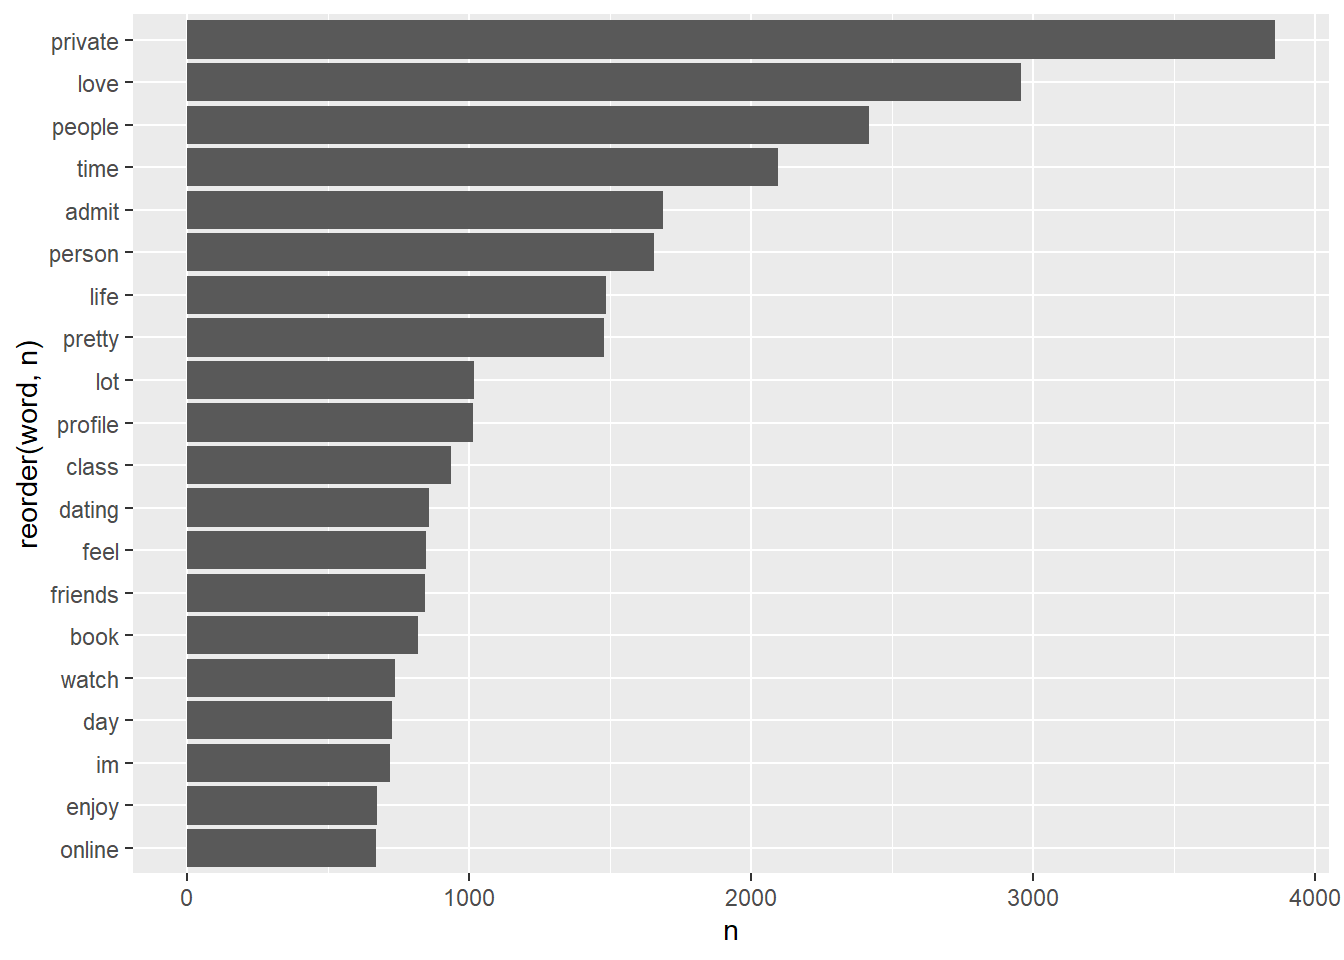 private
love
people
time
admit
person
life
pretty
lot
profile
class
dating
feel
friends
book
watch
day
im
enjoy
online
reorder(word, n)
0 1000 2000 3000 4000
n